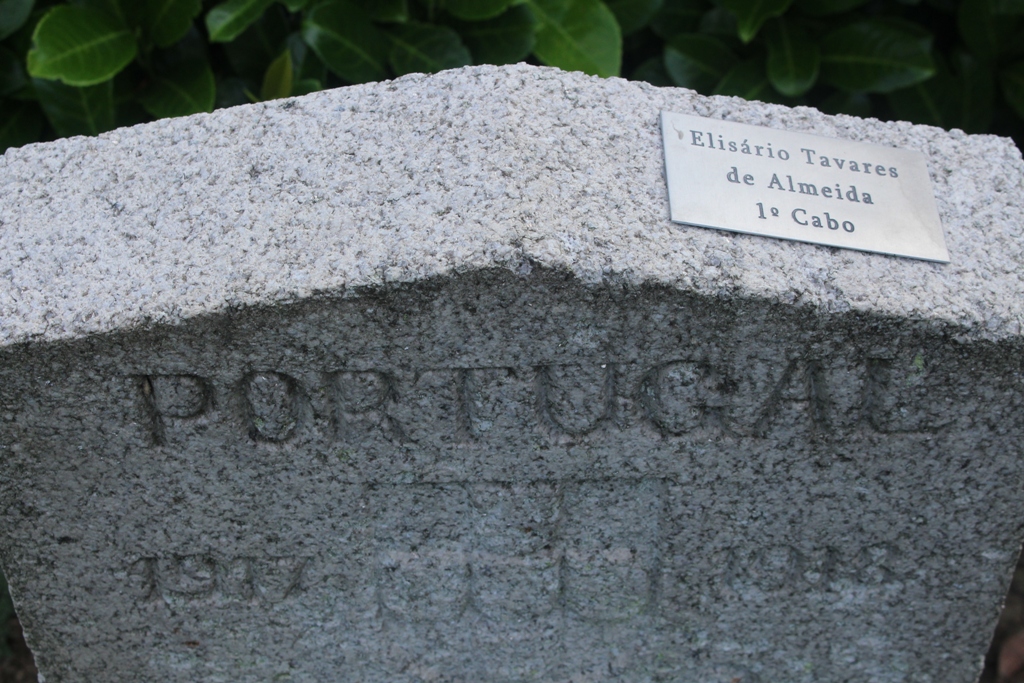 Elisário Tavares
de Almeida
1º Cabo
PORTUGAL
1917